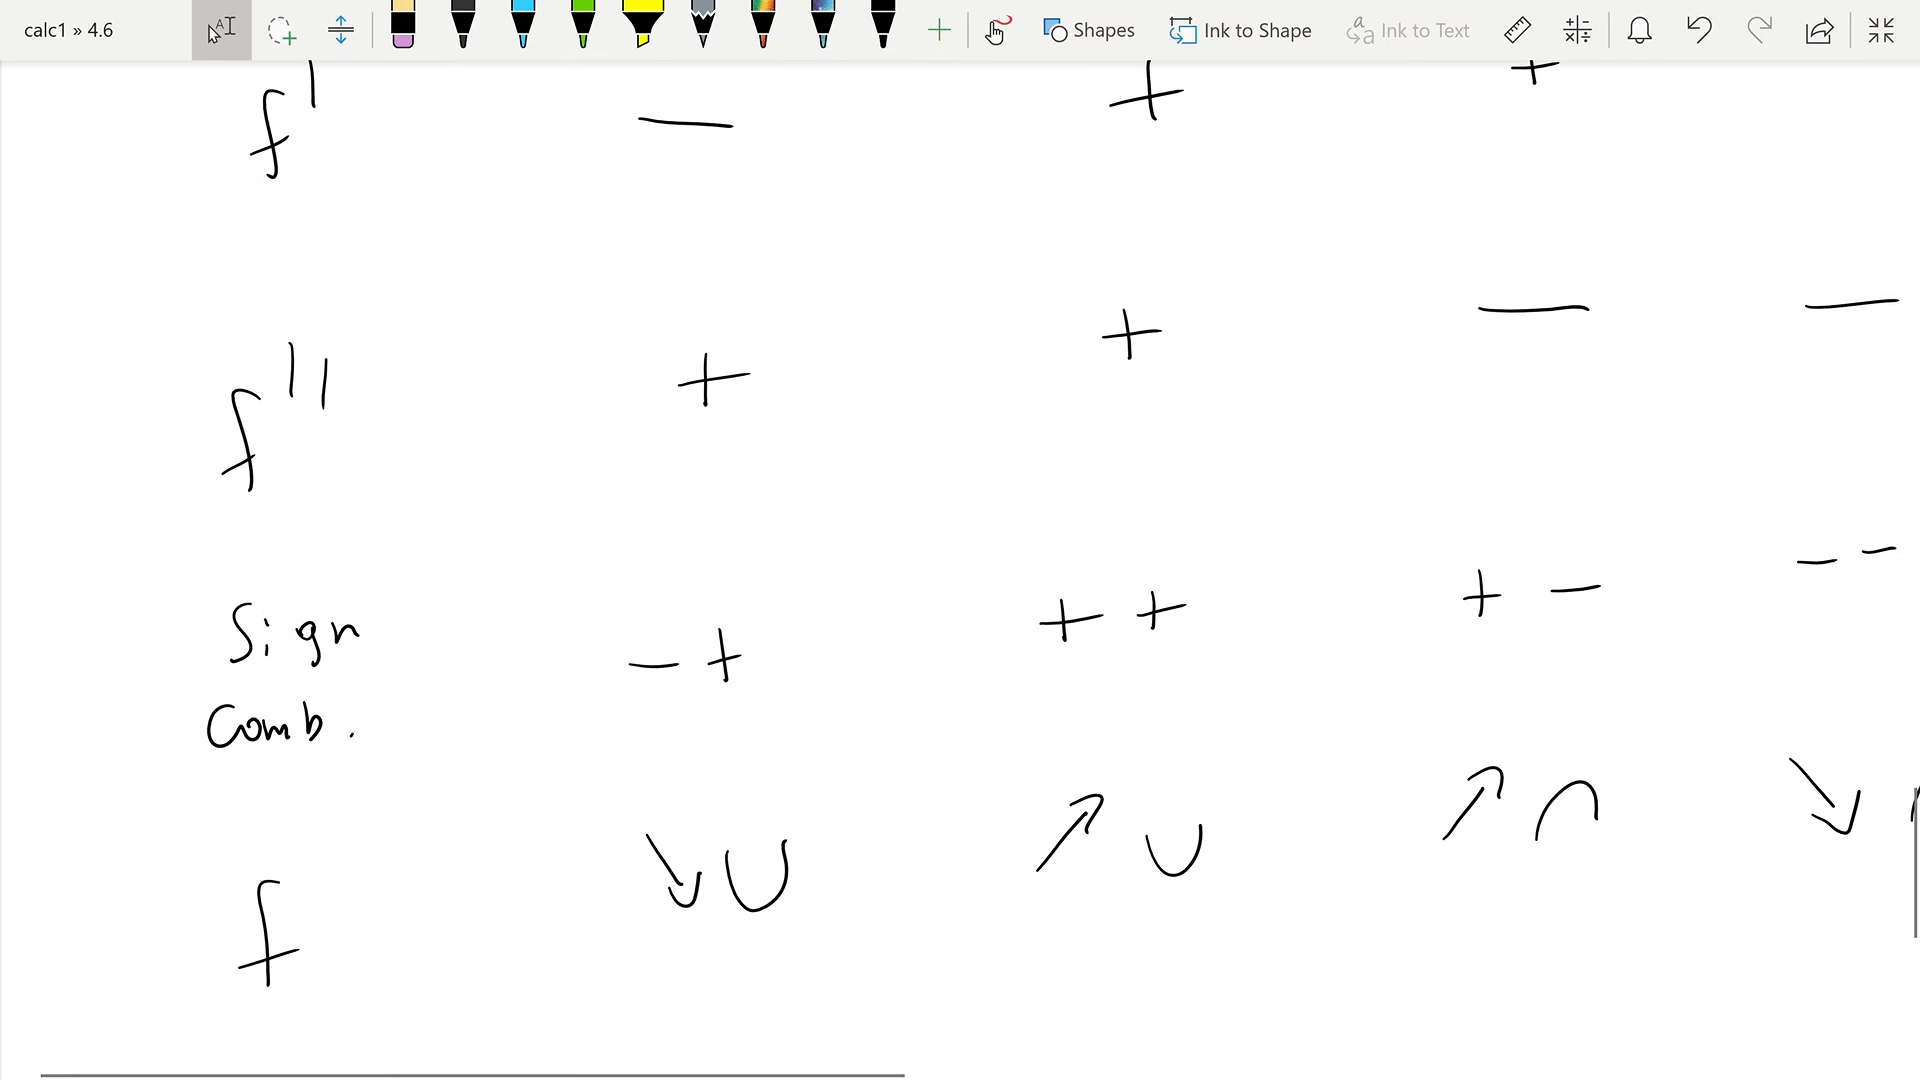 calc1 » 4.6 Shapes Ink to Shape Ink to Text
f' — + +
f'' + + — —
Sign − + + + + − − −
Comb.
f ↘ ∪ ↗ ∪ ↗ ∩ ↘